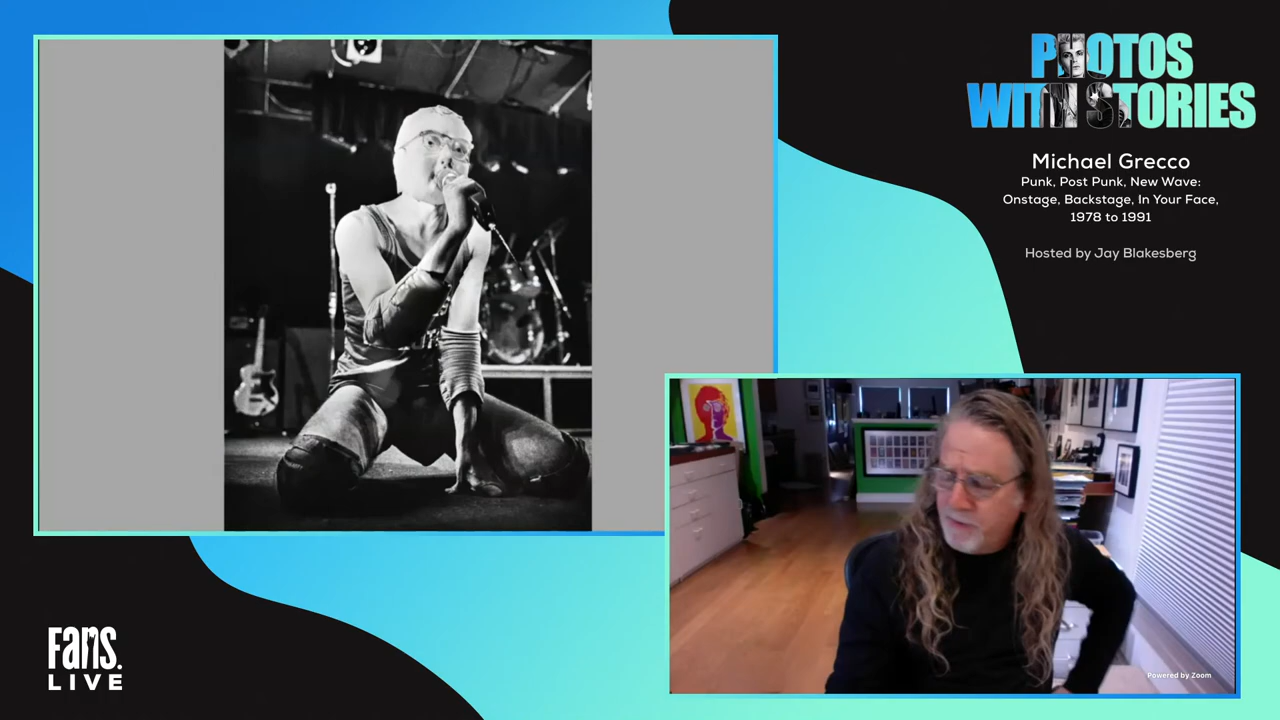 PHOTOS
WITH STORIES
Michael Grecco
Punk, Post Punk, New Wave:
Onstage, Backstage, In Your Face,
1978 to 1991
Hosted by Jay Blakesberg
Fans.
LIVE
Powered by Zoom